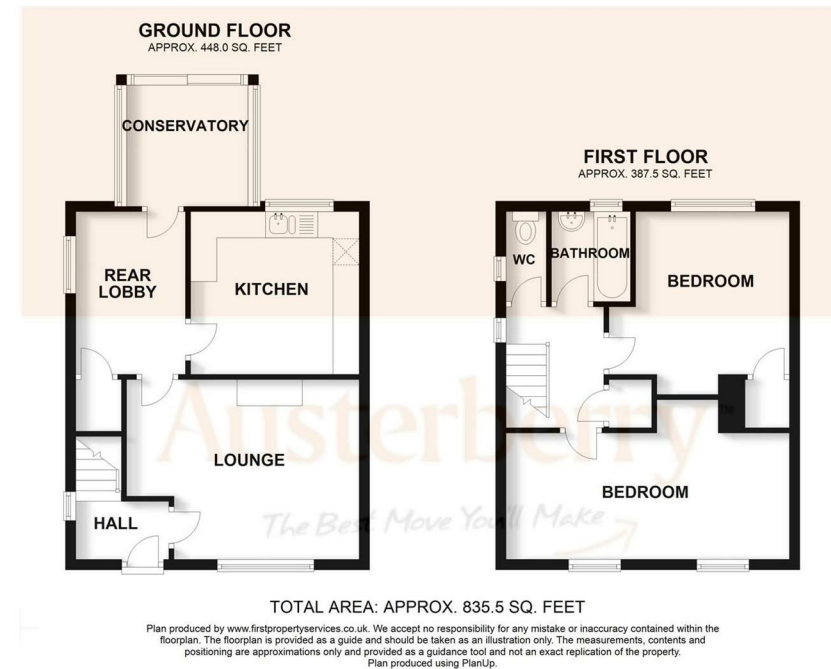 GROUND FLOOR
APPROX. 448.0 SQ. FEET
CONSERVATORY
REAR
LOBBY
KITCHEN
LOUNGE
HALL
FIRST FLOOR
APPROX. 387.5 SQ. FEET
WC
BATHROOM
BEDROOM
BEDROOM
Austerberry
TM
The Best Move You'll Make
TOTAL AREA: APPROX. 835.5 SQ. FEET
Plan produced by www.firstpropertyservices.co.uk. We accept no responsibility for any mistake or inaccuracy contained within the
floorplan. The floorplan is provided as a guide and should be taken as an illustration only. The measurements, contents and
positioning are approximations only and provided as a guidance tool and not an exact replication of the property.
Plan produced using PlanUp.